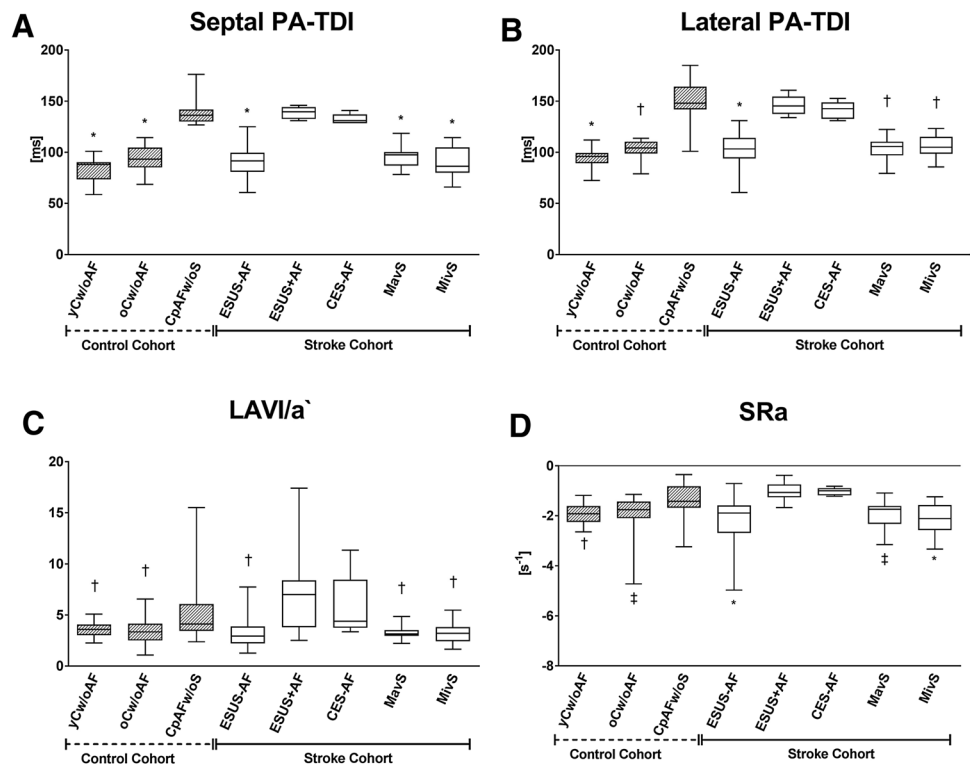 A
Septal PA-TDI
200
150
100
50
0
[ms]
*
*
*
*
*
yCw/oAF
oCw/oAF
CpAFw/oS
ESUS-AF
ESUS+AF
CES-AF
MavS
MivS
Control Cohort
Stroke Cohort
B
Lateral PA-TDI
200
150
100
50
0
[ms]
*
†
*
†
†
yCw/oAF
oCw/oAF
CpAFw/oS
ESUS-AF
ESUS+AF
CES-AF
MavS
MivS
Control Cohort
Stroke Cohort
C
LAVI/a`
20
15
10
5
0
†
†
†
†
†
yCw/oAF
oCw/oAF
CpAFw/oS
ESUS-AF
ESUS+AF
CES-AF
MavS
MivS
Control Cohort
Stroke Cohort
D
SRa
0
-2
-4
-6
-8
[s⁻¹]
†
‡
*
‡
*
yCw/oAF
oCw/oAF
CpAFw/oS
ESUS-AF
ESUS+AF
CES-AF
MavS
MivS
Control Cohort
Stroke Cohort